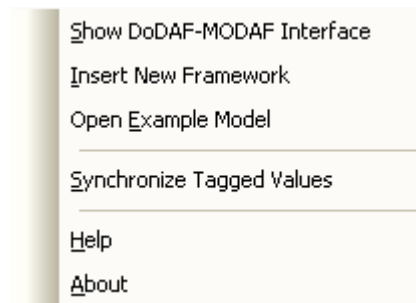 Show DoDAF-MODAF Interface
Insert New Framework
Open Example Model
Synchronize Tagged Values
Help
About